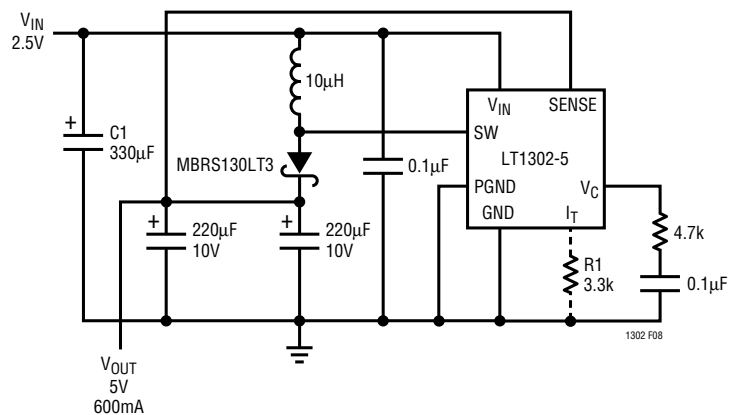 VIN
2.5V
+
C1
330µF
10µH
MBRS130LT3
0.1µF
VIN
SENSE
SW
LT1302-5
PGND
VC
GND
IT
+
220µF
10V
+
220µF
10V
R1
3.3k
4.7k
0.1µF
1302 F08
VOUT
5V
600mA